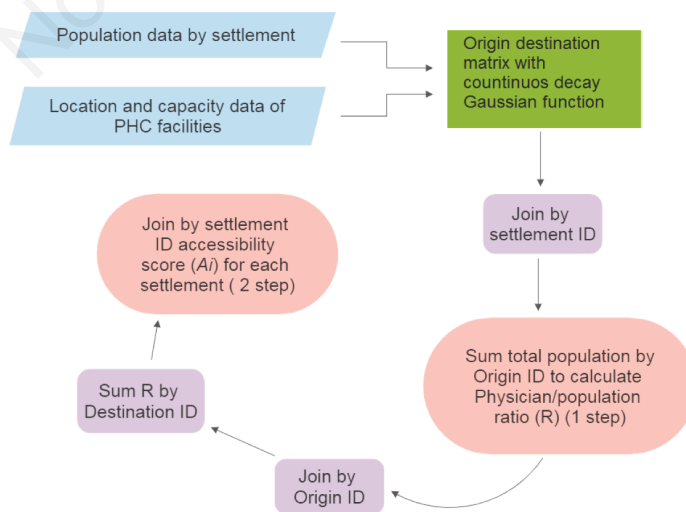 Population data by settlement
Location and capacity data of
PHC facilities
Origin destination
matrix with
countinuos decay
Gaussian function
Join by
settlement ID
Sum total population by
Origin ID to calculate
Physician/population
ratio (R) (1 step)
Join by
Origin ID
Sum R by
Destination ID
Join by settlement
ID accessibility
score (Ai) for each
settlement ( 2 step)